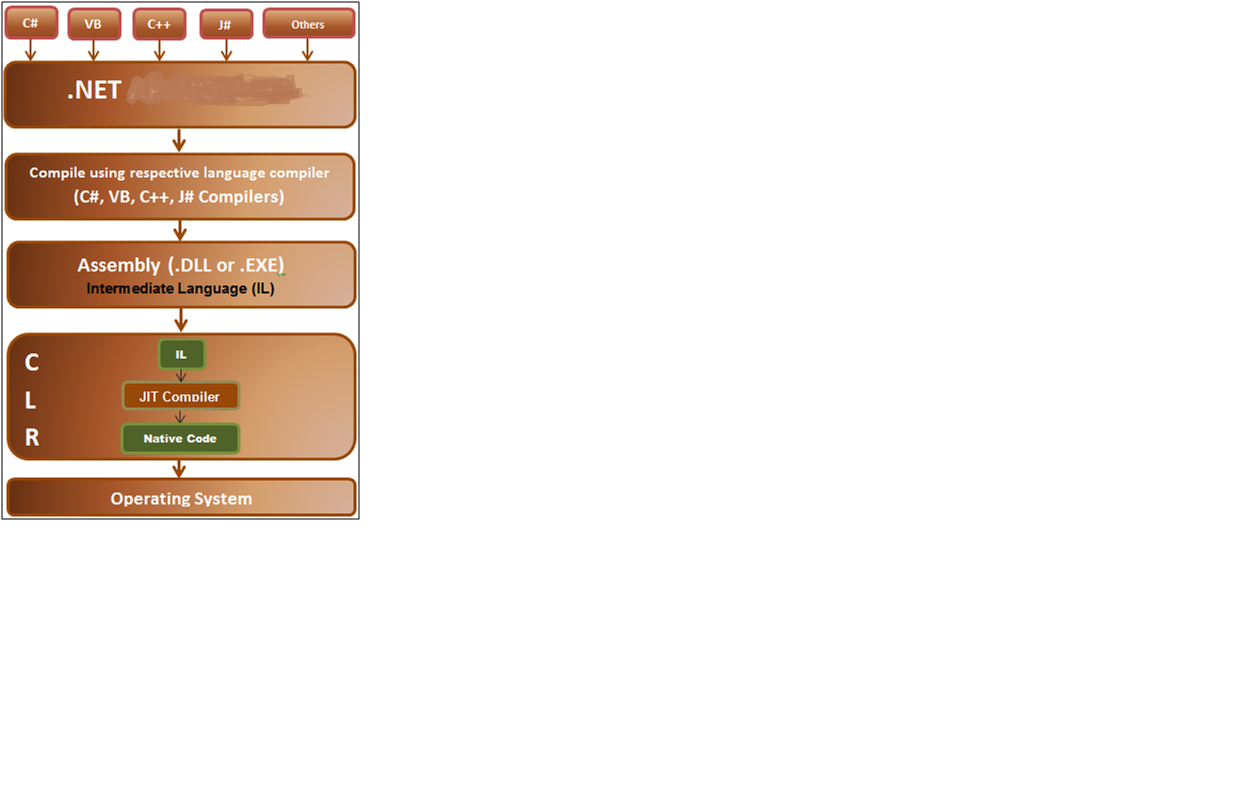 C# VB C++ J# Others
.NET
Compile using respective language compiler
(C#, VB, C++, J# Compilers)
Assembly (.DLL or .EXE)
Intermediate Language (IL)
C
L
R
IL
JIT Compiler
Native Code
Operating System